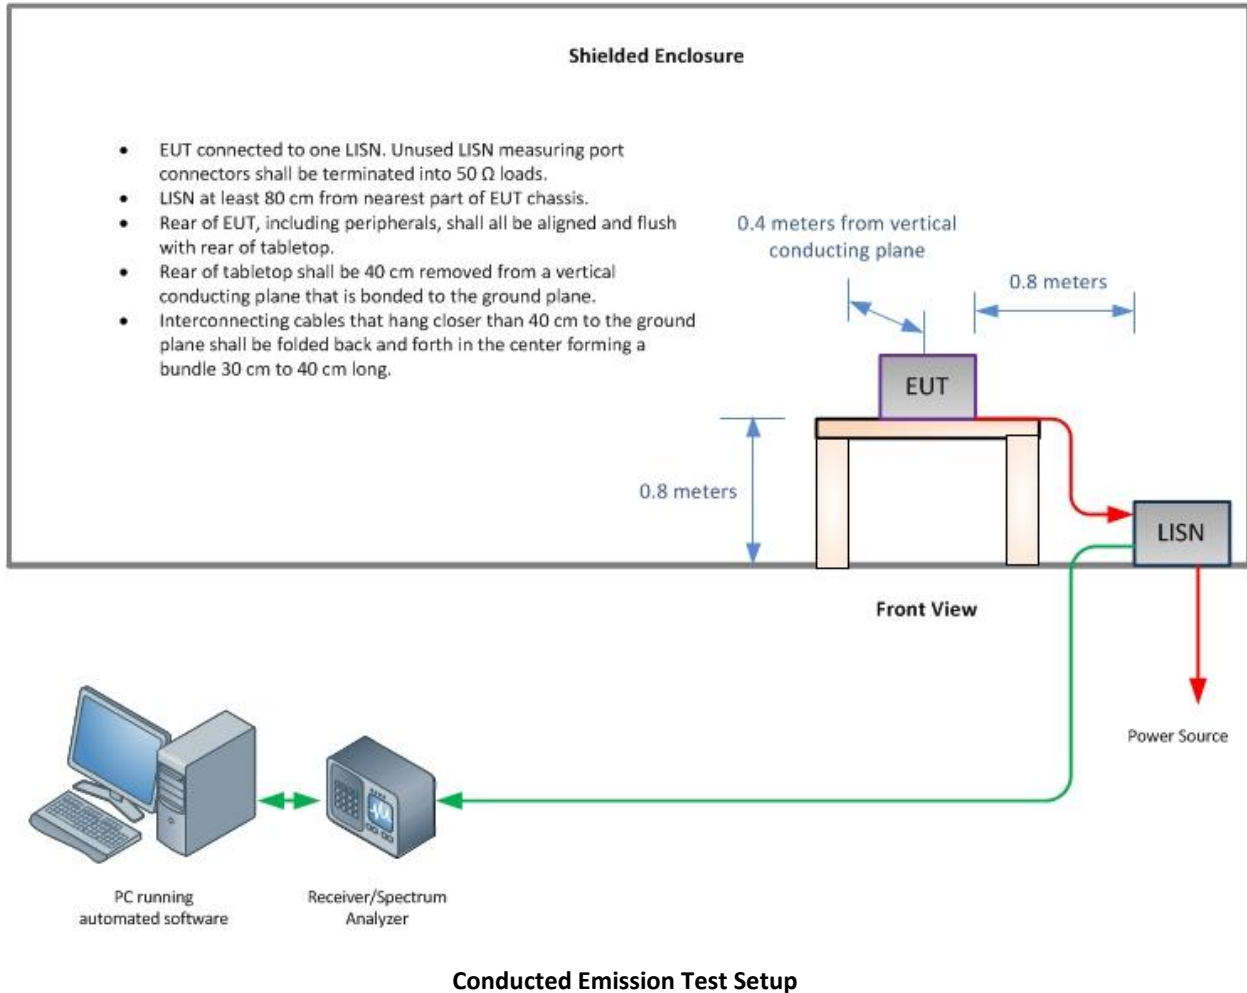 Shielded Enclosure
• EUT connected to one LISN. Unused LISN measuring port
connectors shall be terminated into 50 Ω loads.
• LISN at least 80 cm from nearest part of EUT chassis.
• Rear of EUT, including peripherals, shall all be aligned and flush
with rear of tabletop.
• Rear of tabletop shall be 40 cm removed from a vertical
conducting plane that is bonded to the ground plane.
• Interconnecting cables that hang closer than 40 cm to the ground
plane shall be folded back and forth in the center forming a
bundle 30 cm to 40 cm long.
0.4 meters from vertical
conducting plane
0.8 meters
EUT
0.8 meters
LISN
Front View
Power Source
PC running
automated software
Receiver/Spectrum
Analyzer
Conducted Emission Test Setup